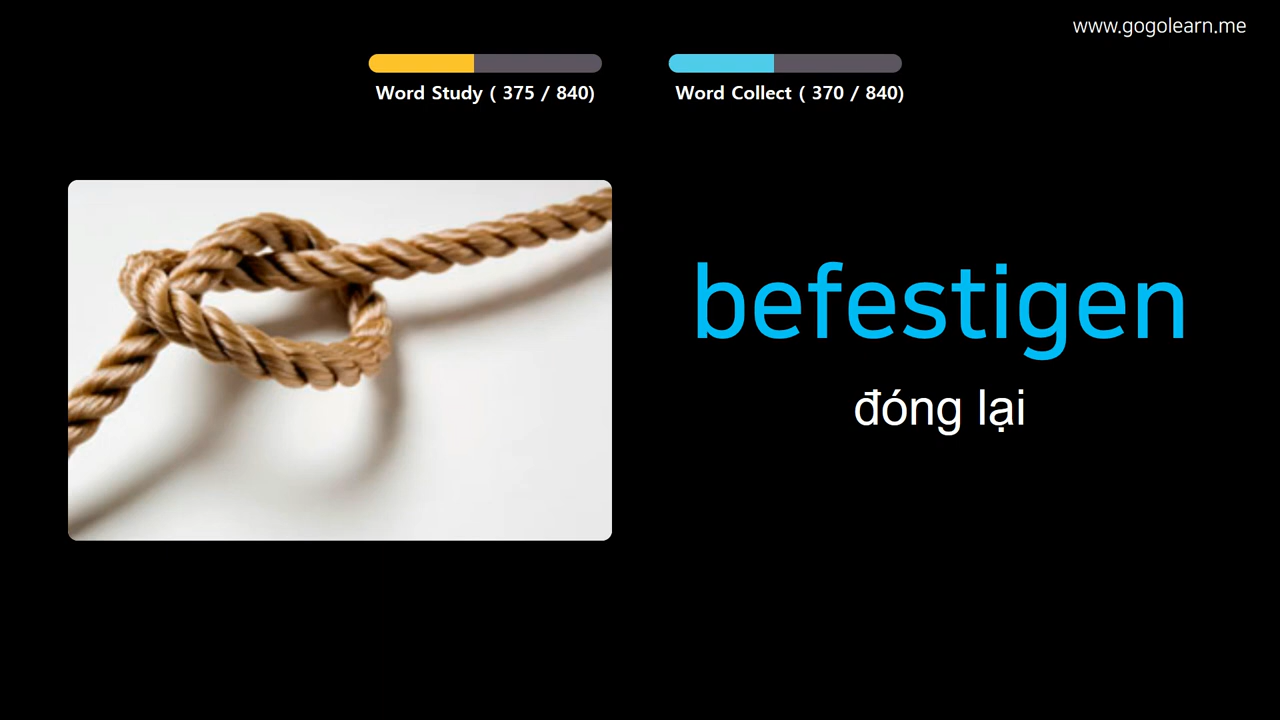 www.gogolearn.me
Word Study ( 375 / 840)
Word Collect ( 370 / 840)
befestigen
đóng lại